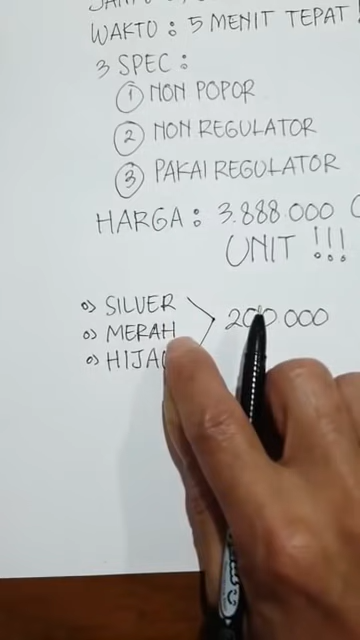 WAKTO : 5 MENIT TEPAT !
3 SPEC :
① NON POPOR
② NON REGULATOR
③ PAKAI REGULATOR
HARGA : 3.888.000
UNIT !!!
o) SILVER
o) MERAH 200 000
o)